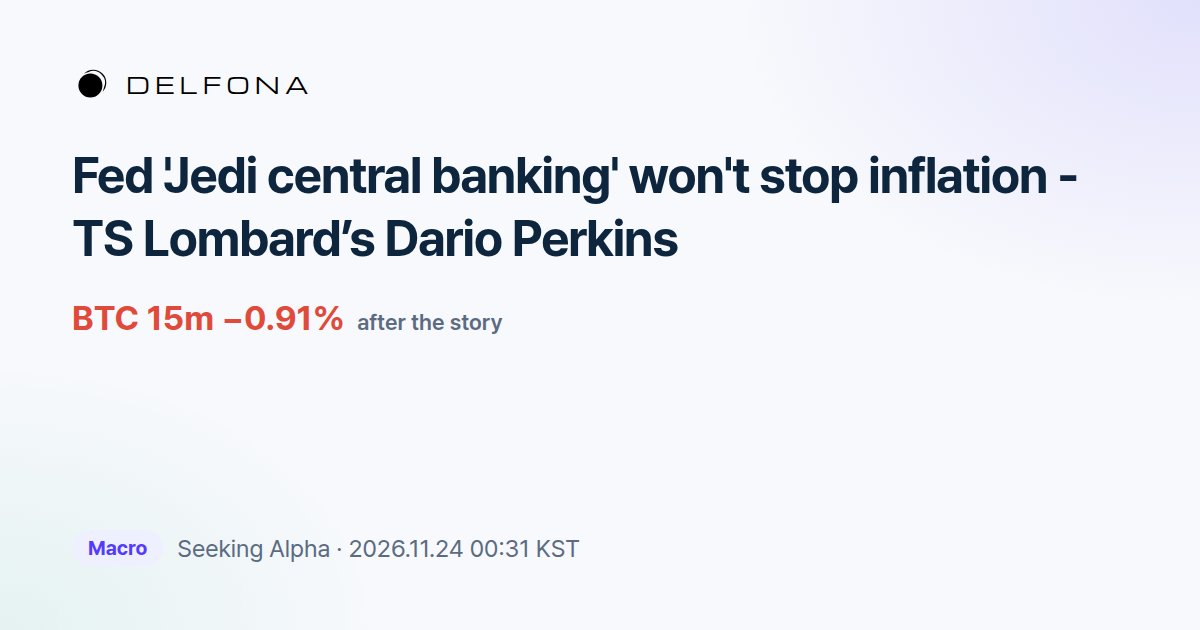 DELFONA
Fed 'Jedi central banking' won't stop inflation -
TS Lombard’s Dario Perkins
BTC 15m −0.91% after the story
Macro Seeking Alpha · 2026.11.24 00:31 KST